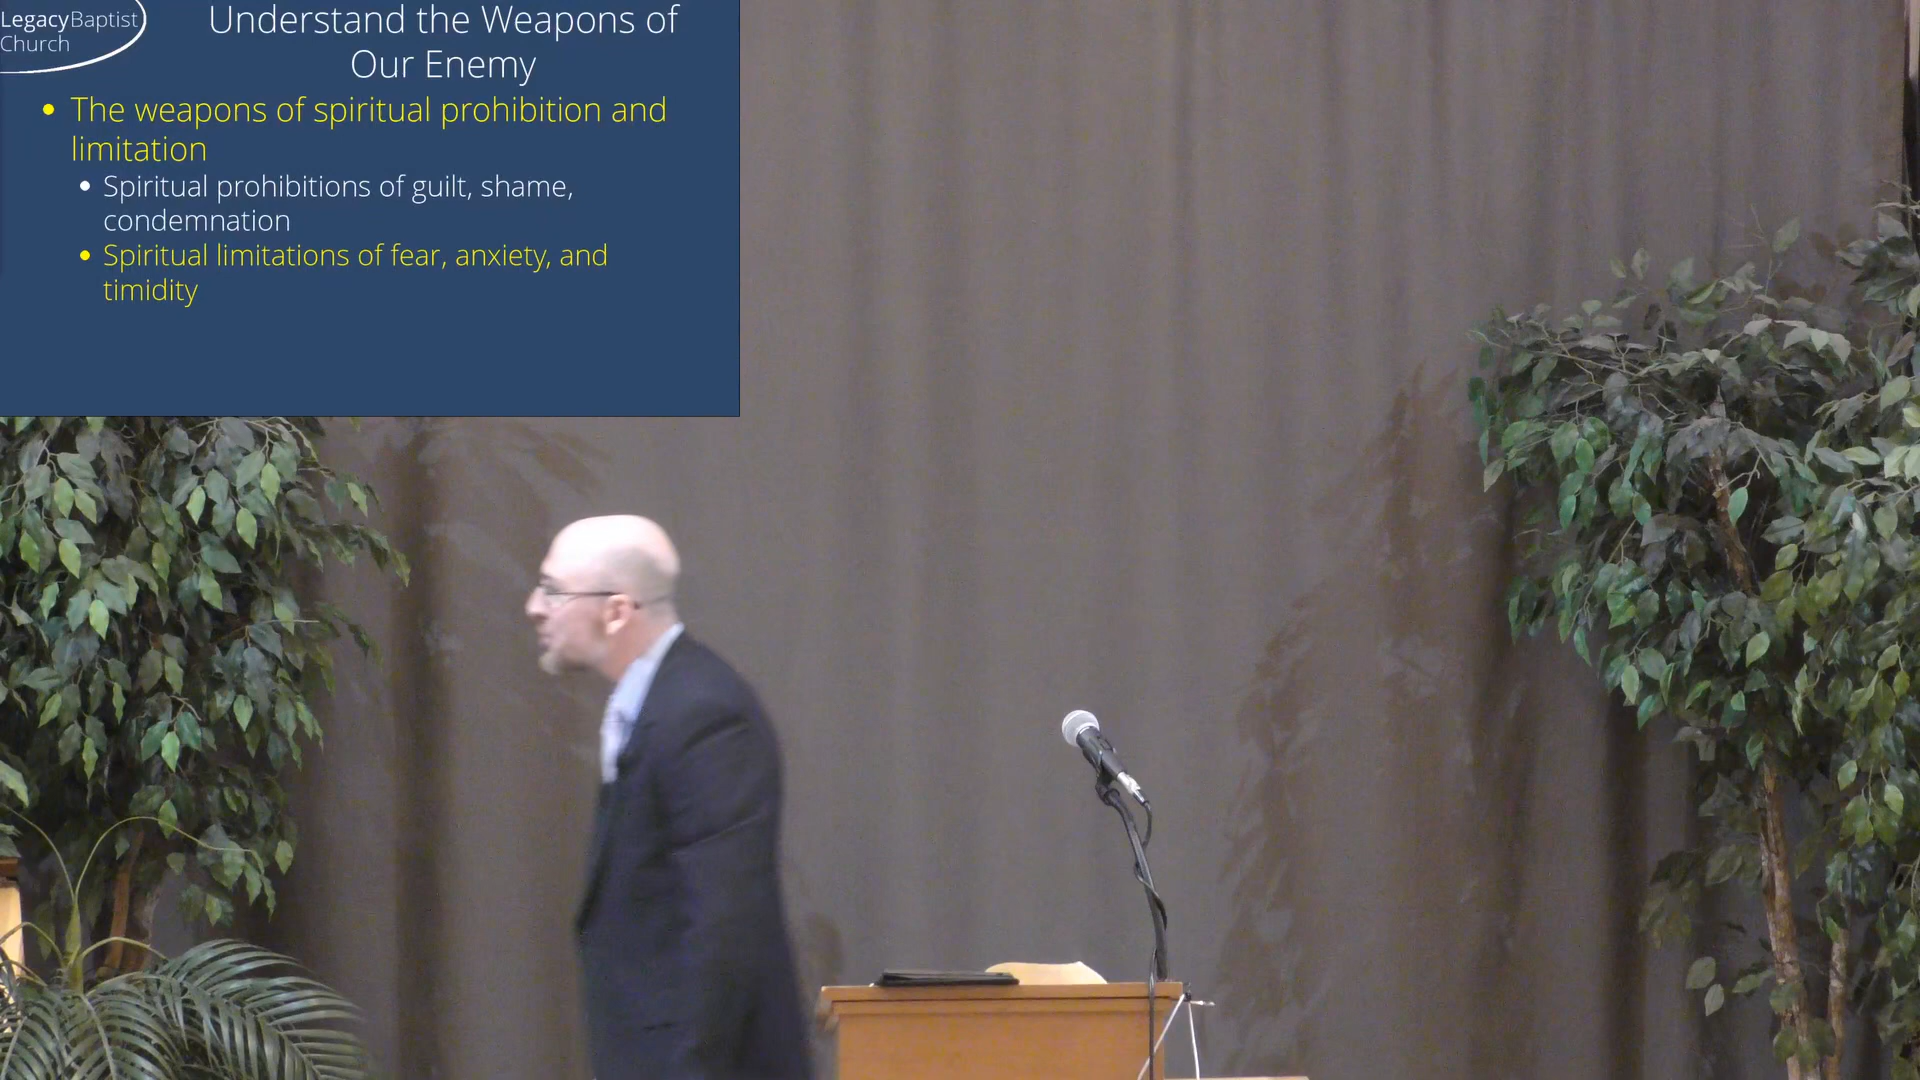 LegacyBaptist
Church
Understand the Weapons of
Our Enemy
• The weapons of spiritual prohibition and
limitation
• Spiritual prohibitions of guilt, shame,
condemnation
• Spiritual limitations of fear, anxiety, and
timidity